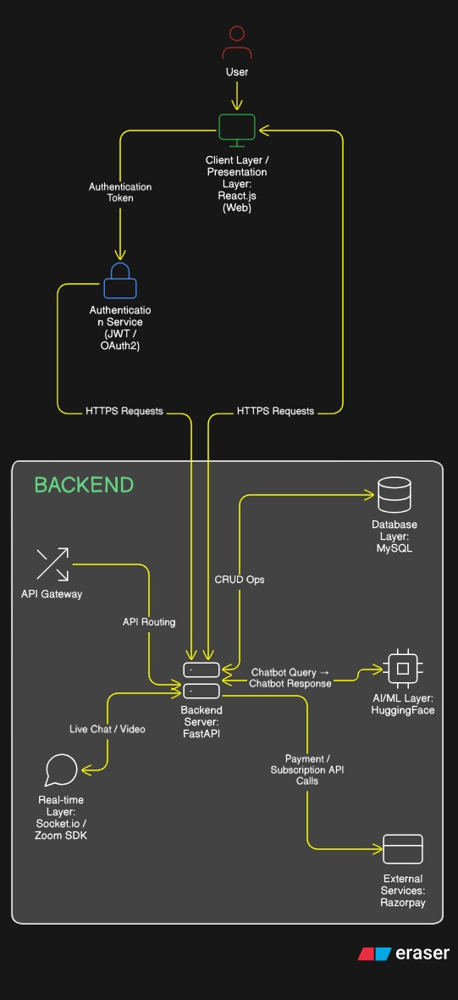 User
Client Layer /
Presentation
Layer:
React.js
(Web)
Authentication
Token
Authenticatio
n Service
(JWT /
OAuth2)
HTTPS Requests
HTTPS Requests
BACKEND
Database
Layer:
MySQL
CRUD Ops
API Gateway
API Routing
Chatbot Query →
Chatbot Response
AI/ML Layer:
HuggingFace
Backend
Server:
FastAPI
Live Chat / Video
Payment /
Subscription API
Calls
Real-time
Layer:
Socket.io /
Zoom SDK
External
Services:
Razorpay
eraser